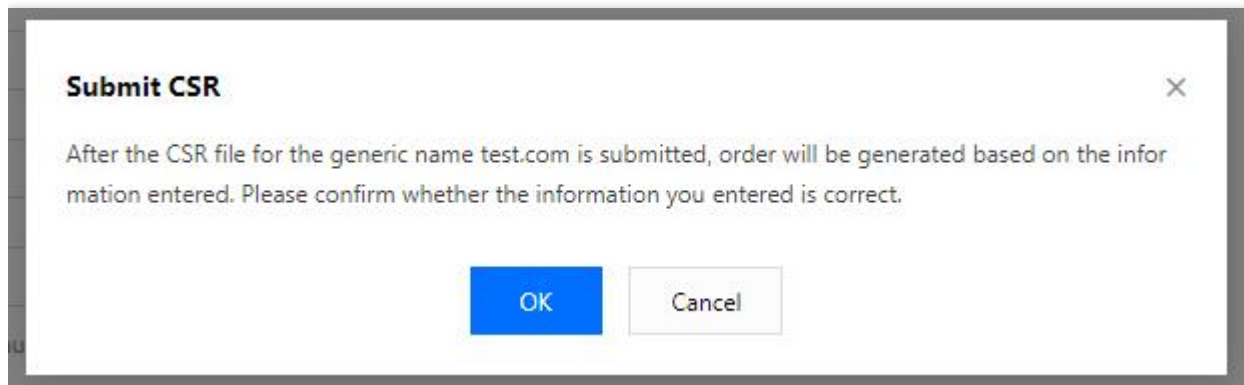 Submit CSR
After the CSR file for the generic name test.com is submitted, order will be generated based on the infor
mation entered. Please confirm whether the information you entered is correct.
OK
Cancel